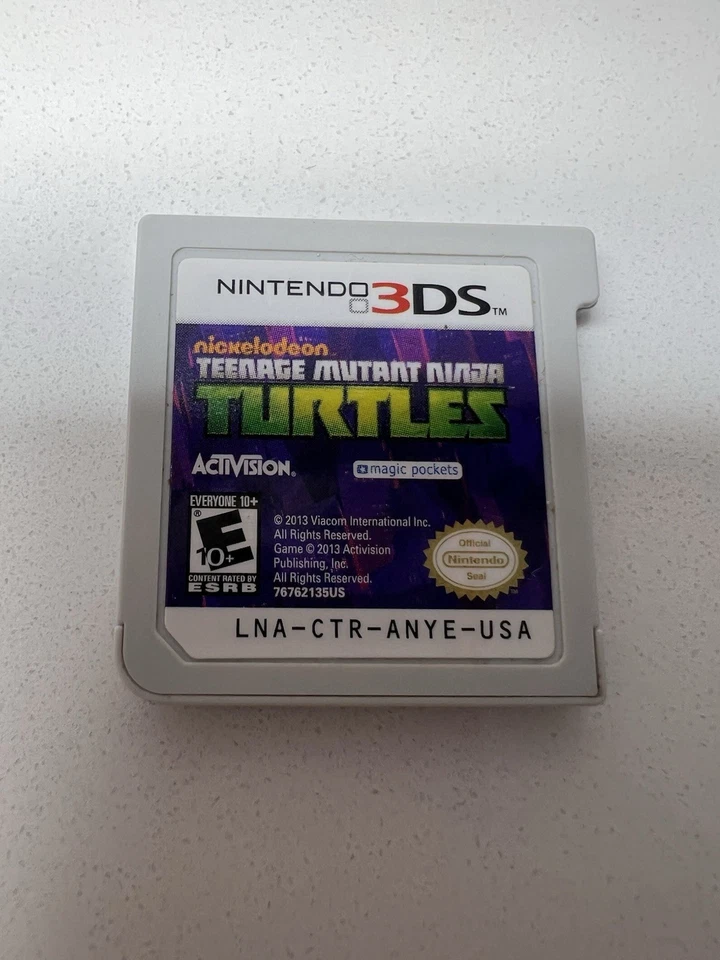 NINTENDO 3DS™
nickelodeon™
TEENAGE MUTANT NINJA
TURTLES
ACTIVISION®
magic pockets
EVERYONE 10+
®
E
10+
CONTENT RATED BY
ESRB
© 2013 Viacom International Inc.
All Rights Reserved.
Game © 2013 Activision
Publishing, Inc.
All Rights Reserved.
76762135US
Official
Nintendo
Seal
™
LNA-CTR-ANYE-USA